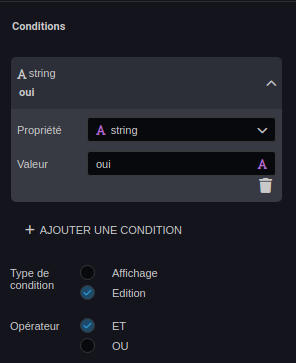 Conditions
A string
oui
Propriété A string
Valeur oui A
+ AJOUTER UNE CONDITION
Type de condition
Affichage
Edition
Opérateur
ET
OU